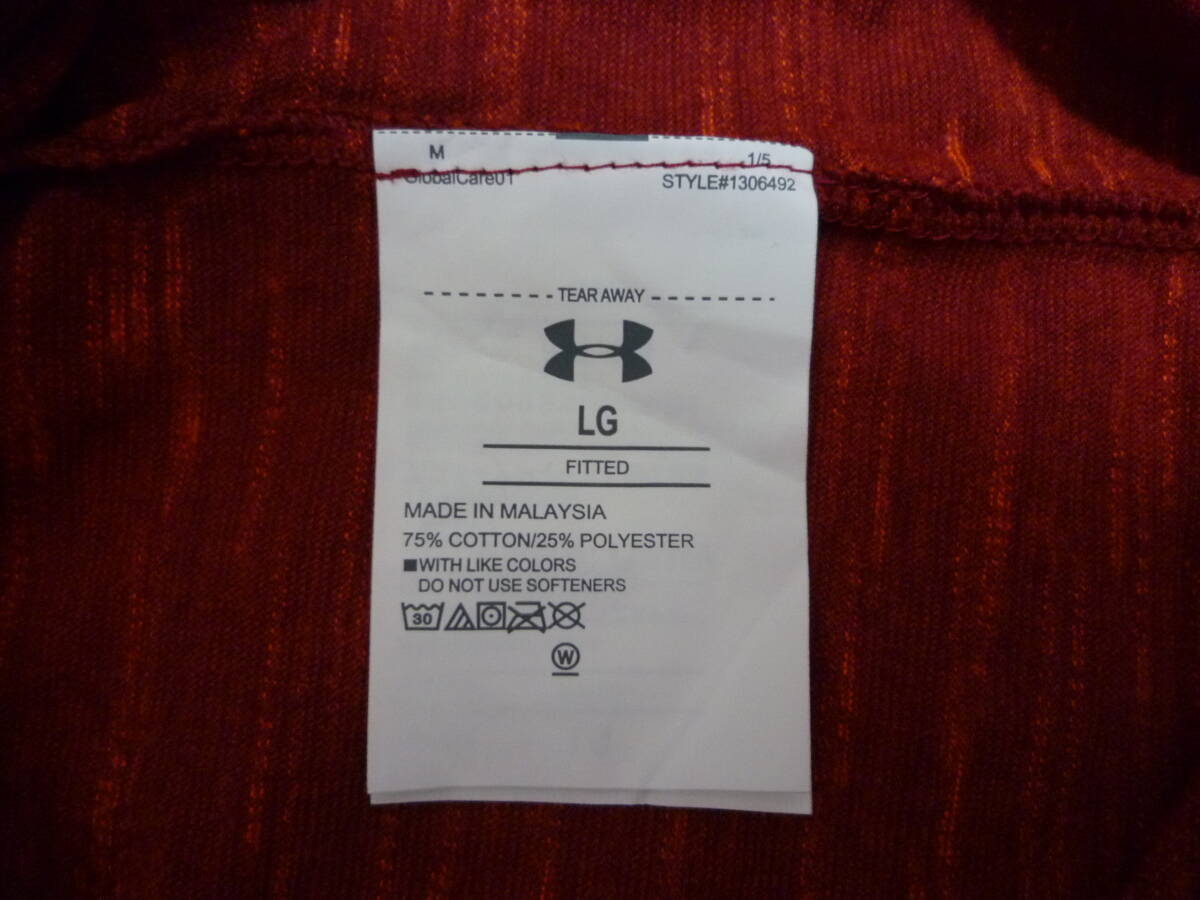 M 1/5
GlobalCare01 STYLE#1306492
TEAR AWAY
LG
FITTED
MADE IN MALAYSIA
75% COTTON/25% POLYESTER
WITH LIKE COLORS
DO NOT USE SOFTENERS
30
W